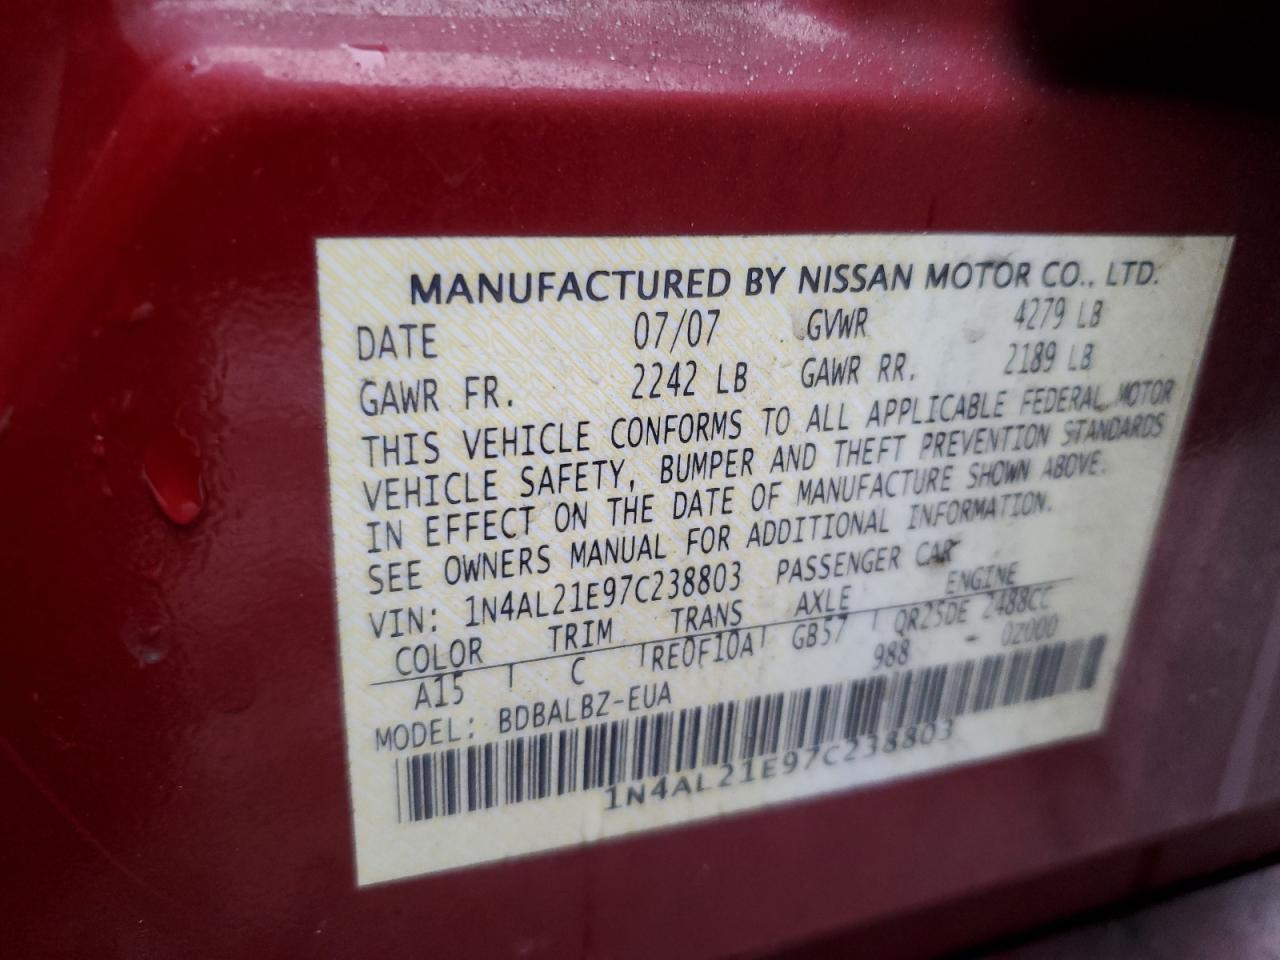 MANUFACTURED BY NISSAN MOTOR CO., LTD.
DATE 07/07 GVWR 4279 LB
GAWR FR. 2242 LB GAWR RR. 2189 LB
THIS VEHICLE CONFORMS TO ALL APPLICABLE FEDERAL MOTOR
VEHICLE SAFETY, BUMPER AND THEFT PREVENTION STANDARDS
IN EFFECT ON THE DATE OF MANUFACTURE SHOWN ABOVE.
SEE OWNERS MANUAL FOR ADDITIONAL INFORMATION.
VIN: 1N4AL21E97C238803 PASSENGER CAR
COLOR TRIM TRANS AXLE ENGINE
A15 C RE0F10A GB57 QR25DE 2488CC
MODEL: BDBALBZ-EUA 988 - 0Z000
1N4AL21E97C238803